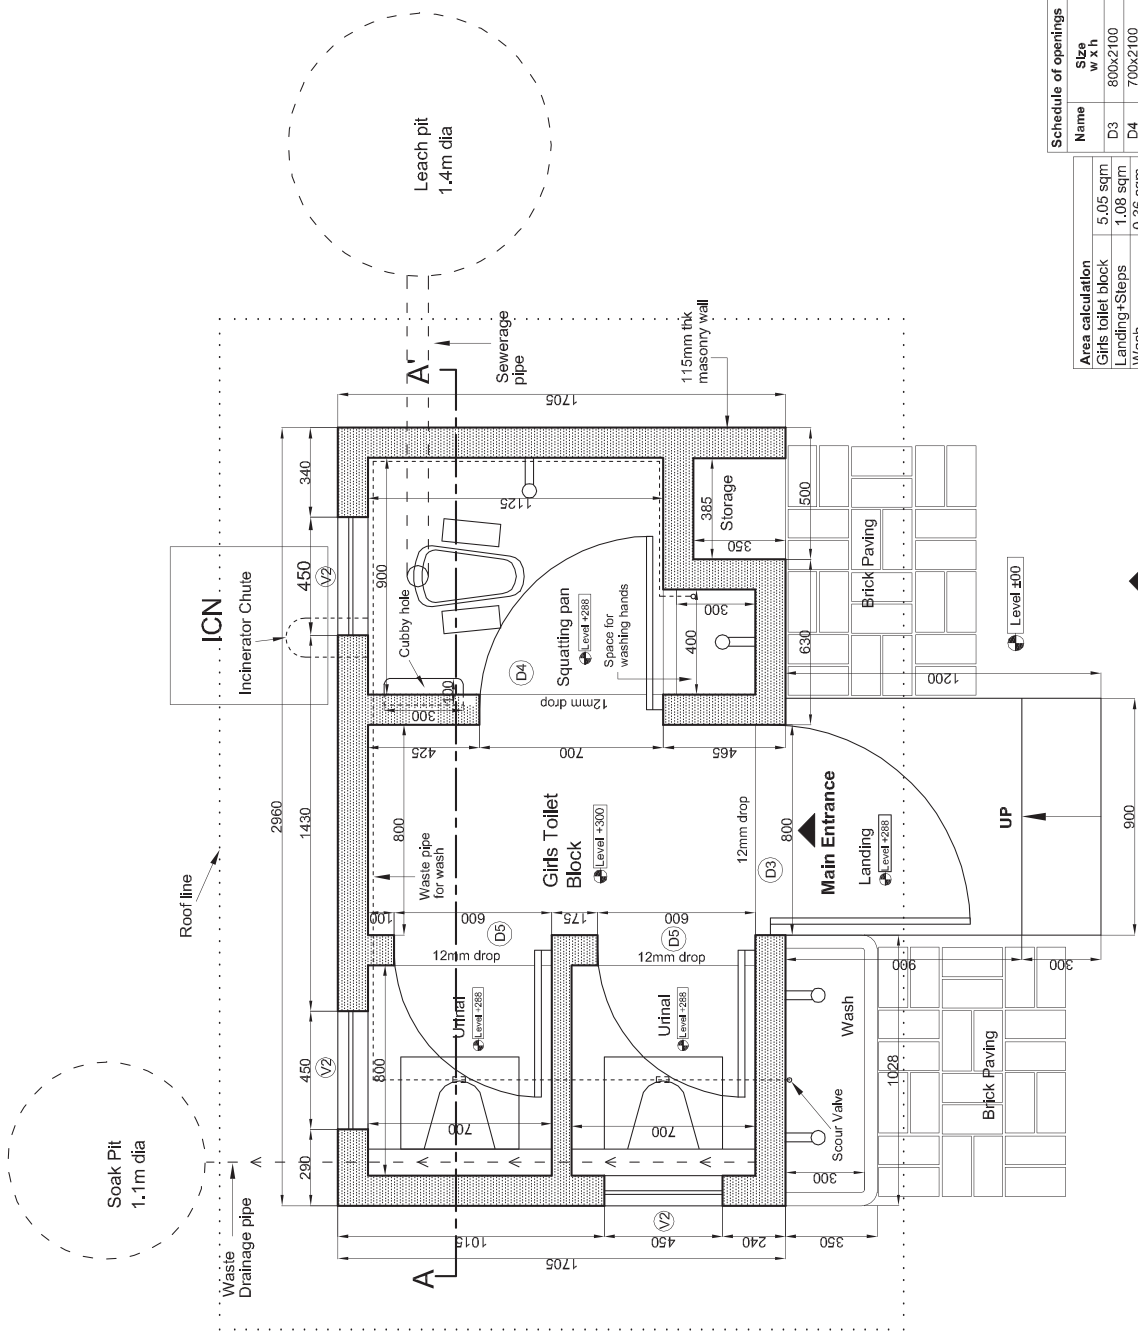 Schedule of openings
Name
Size
w x h
D3
800x2100
D4
700x2100
Area calculation
Girls toilet block
5.05 sqm
Landing+Steps
1.08 sqm
Leach pit
1.4m dia
Sewerage
pipe
A'
115mm thk
masonry wall
1705
340
450
V2
1430
2960
450
V2
290
ICN
Incinerator Chute
Roof line
Soak Pit
1.1m dia
Waste
Drainage pipe
A
1125
900
Cubby hole
300
100
Squatting pan
Level +288
D4
12mm drop
Space for
washing hands
400
300
385
Storage
350
500
630
425
700
465
800
Waste pipe
for wash
Girls Toilet
Block
Level +300
12mm drop
D3
800
Main Entrance
Landing
Level +288
UP
1200
900
900
300
100
600
175
600
D5
D5
12mm drop
12mm drop
Urinal
Level +288
Urinal
Level +288
800
700
700
Wash
Scour Valve
300
1028
Brick Paving
Brick Paving
Level ±00
1015
450
240
350
1705
V2